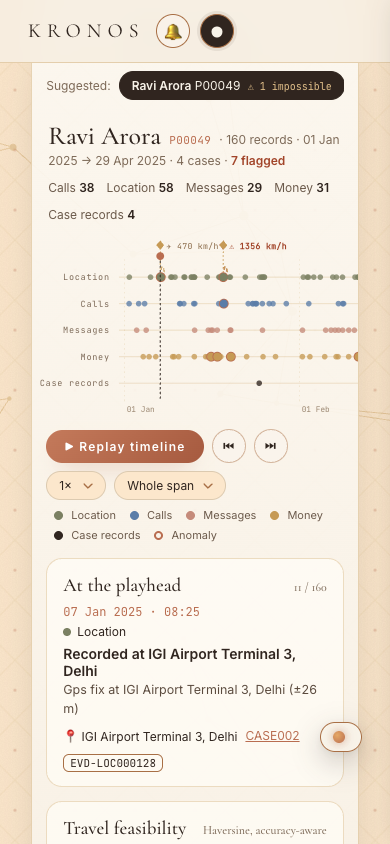 KRONOS
Suggested: Ravi Arora P00049 ⚠ 1 impossible
Ravi Arora P00049 · 160 records · 01 Jan
2025 → 29 Apr 2025 · 4 cases · 7 flagged
Calls 38 Location 58 Messages 29 Money 31
Case records 4
✈ 470 km/h ⚠ 1356 km/h
Location
Calls
Messages
Money
Case records
01 Jan 01 Feb
▶ Replay timeline ⏮ ⏭
1× Whole span
Location Calls Messages Money
Case records Anomaly
At the playhead 11 / 160
07 Jan 2025 · 08:25
Location
Recorded at IGI Airport Terminal 3,
Delhi
Gps fix at IGI Airport Terminal 3, Delhi (±26
m)
📍 IGI Airport Terminal 3, Delhi CASE002
EVD-LOC000128
Travel feasibility Haversine, accuracy-aware